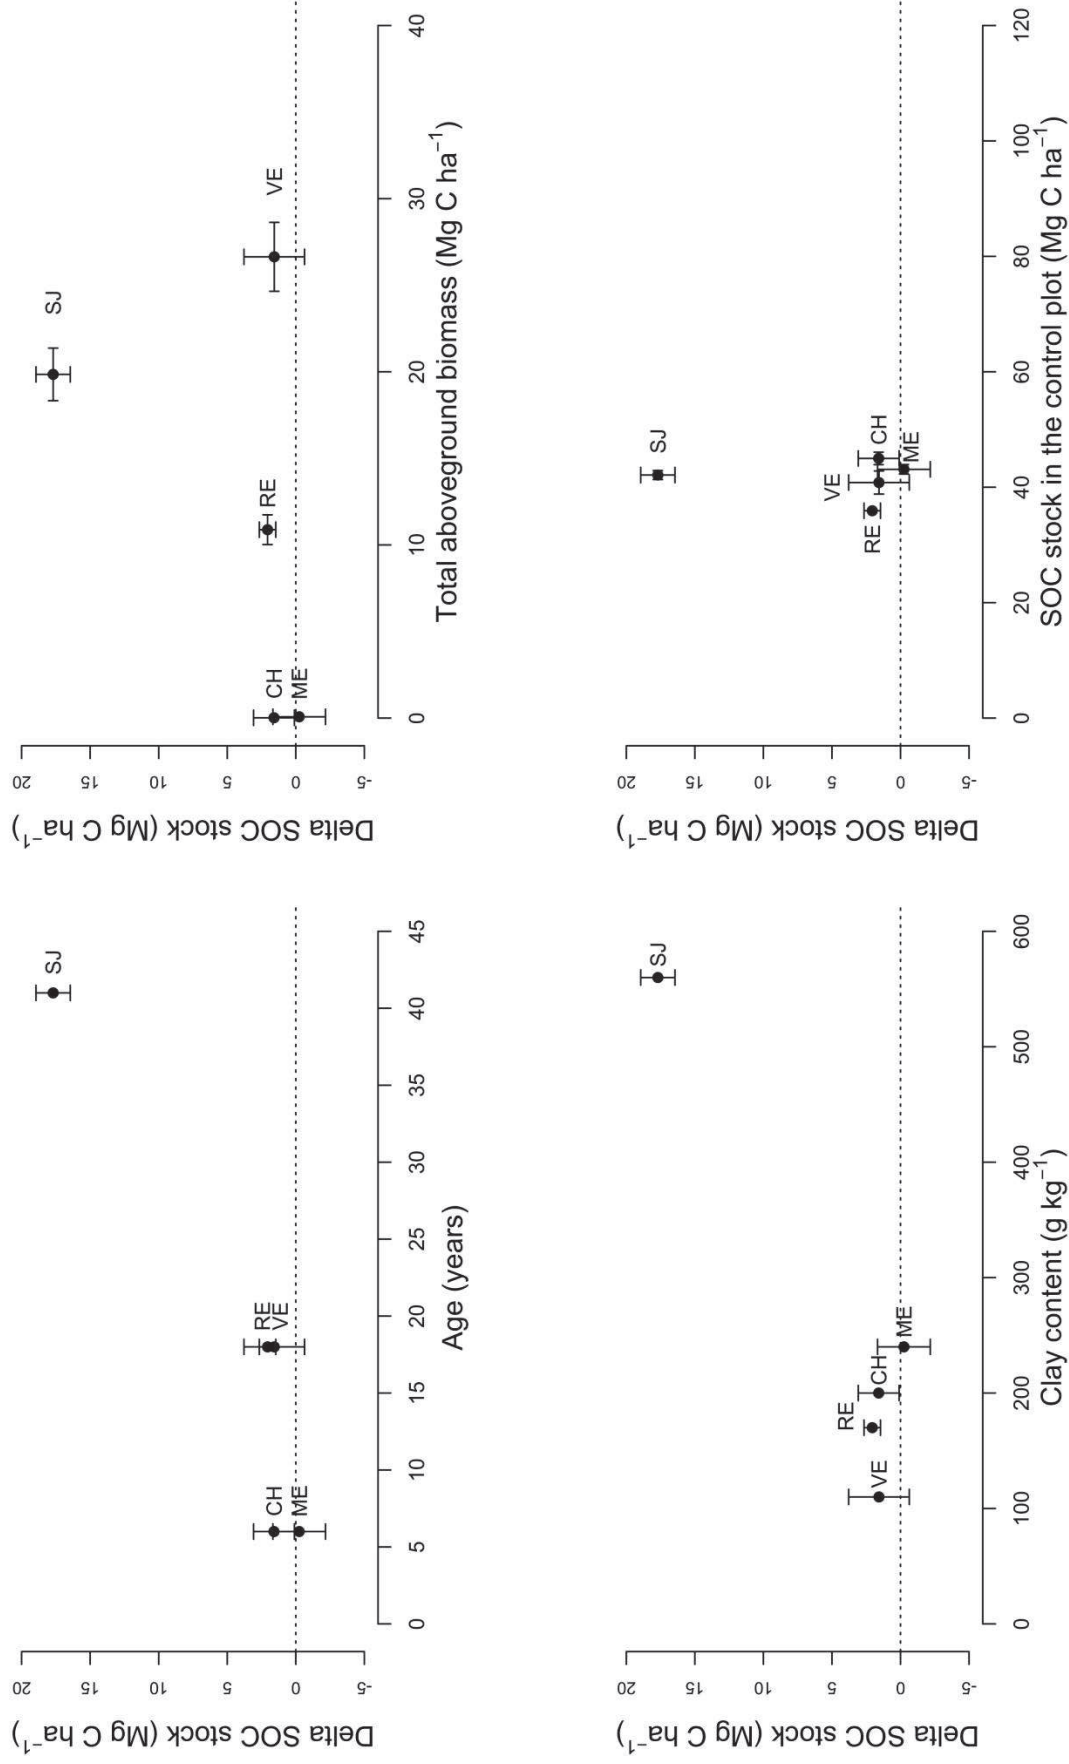 Delta SOC stock (Mg C ha⁻¹)
20
15
10
5
0
-5
SJ
RE
VE
CH
ME
0 5 10 15 20 25 30 35 40 45
Age (years)
Delta SOC stock (Mg C ha⁻¹)
20
15
10
5
0
-5
SJ
RE
CH
VE
ME
0 10 20 30 40
Total aboveground biomass (Mg C ha⁻¹)
Delta SOC stock (Mg C ha⁻¹)
20
15
10
5
0
-5
SJ
RE
VE
CH
ME
0 100 200 300 400 500 600
Clay content (g kg⁻¹)
Delta SOC stock (Mg C ha⁻¹)
20
15
10
5
0
-5
SJ
VE
RE
CH
ME
0 20 40 60 80 100 120
SOC stock in the control plot (Mg C ha⁻¹)